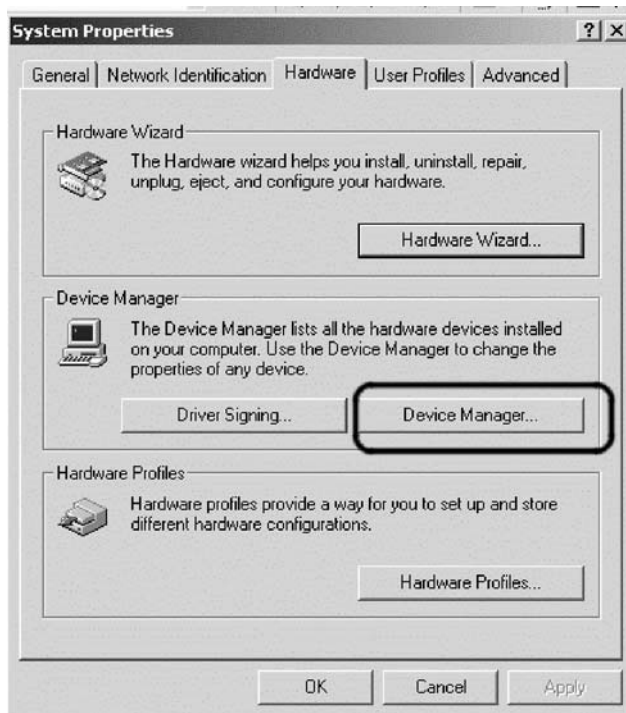 System Properties
General
Network Identification
Hardware
User Profiles
Advanced
Hardware Wizard
The Hardware wizard helps you install, uninstall, repair,
unplug, eject, and configure your hardware.
Hardware Wizard...
Device Manager
The Device Manager lists all the hardware devices installed
on your computer. Use the Device Manager to change the
properties of any device.
Driver Signing...
Device Manager...
Hardware Profiles
Hardware profiles provide a way for you to set up and store
different hardware configurations.
Hardware Profiles...
OK
Cancel
Apply